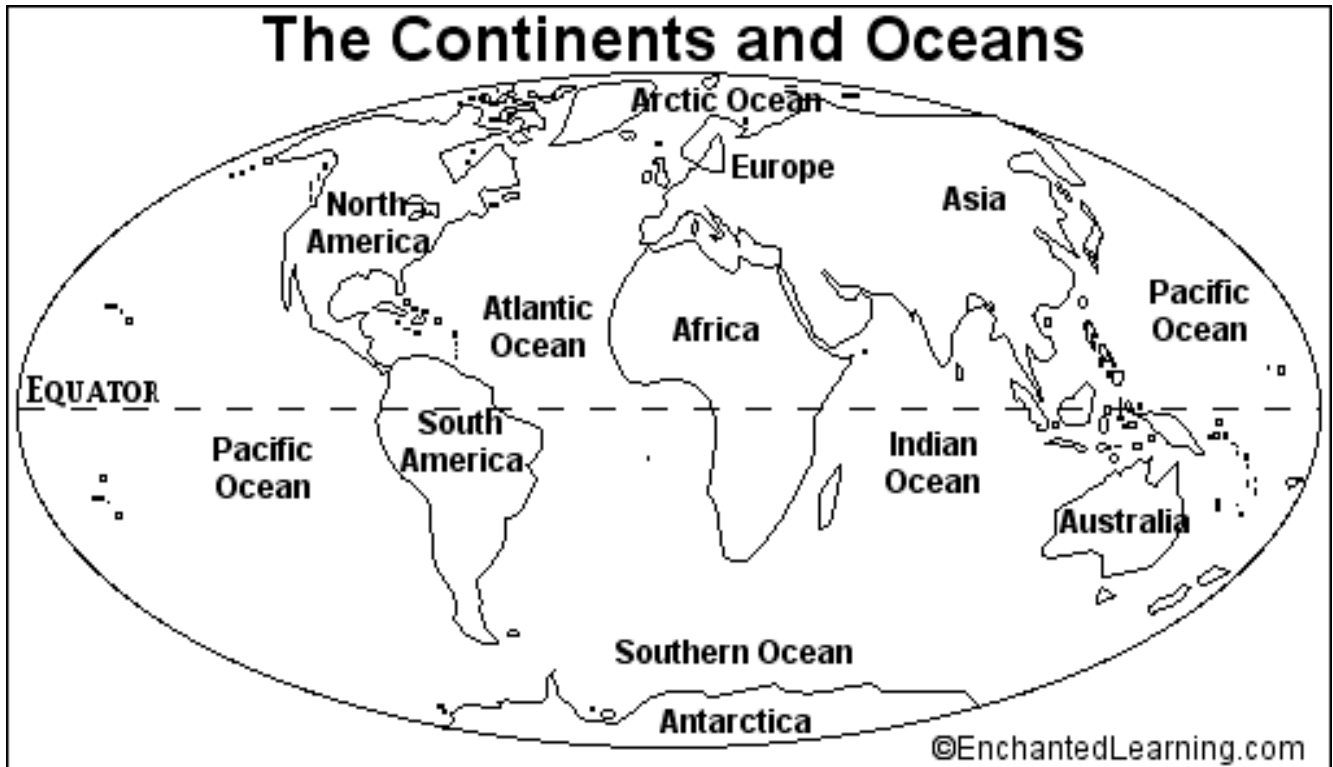 The Continents and Oceans
Arctic Ocean
Europe
Asia
North
America
Atlantic
Ocean
Africa
Pacific
Ocean
EQUATOR
South
America
Pacific
Ocean
Indian
Ocean
Australia
Southern Ocean
Antarctica
©EnchantedLearning.com